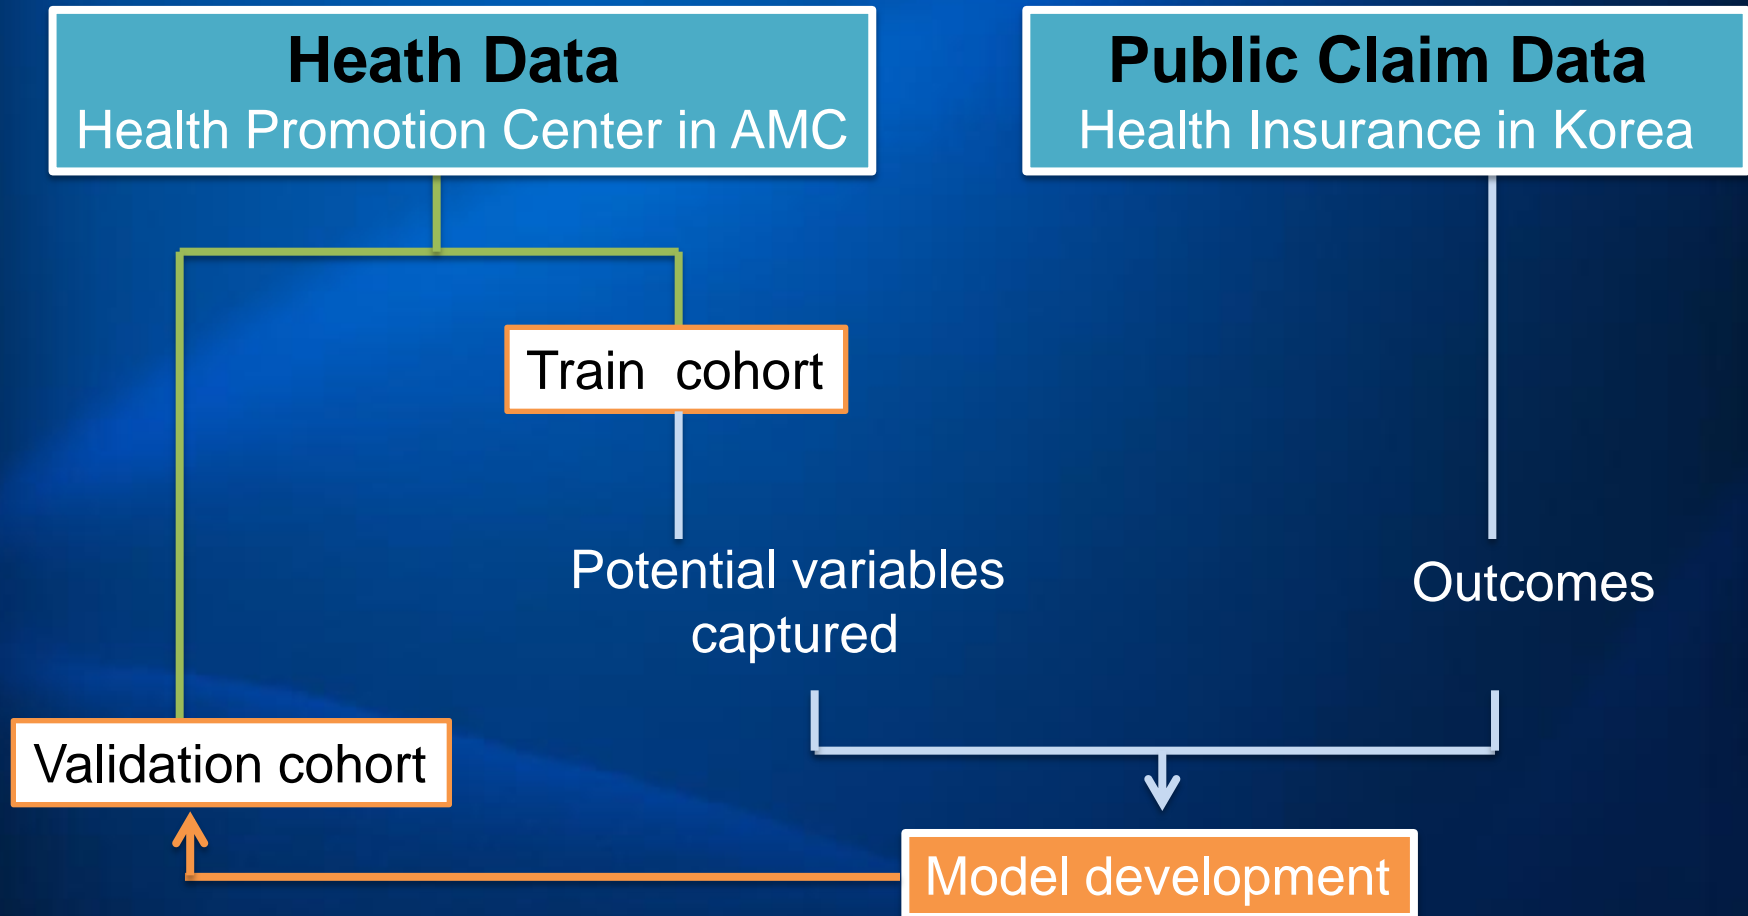 Heath Data
Health Promotion Center in AMC
Public Claim Data
Health Insurance in Korea
Train  cohort
Potential variables
captured
Outcomes
Validation cohort
Model development